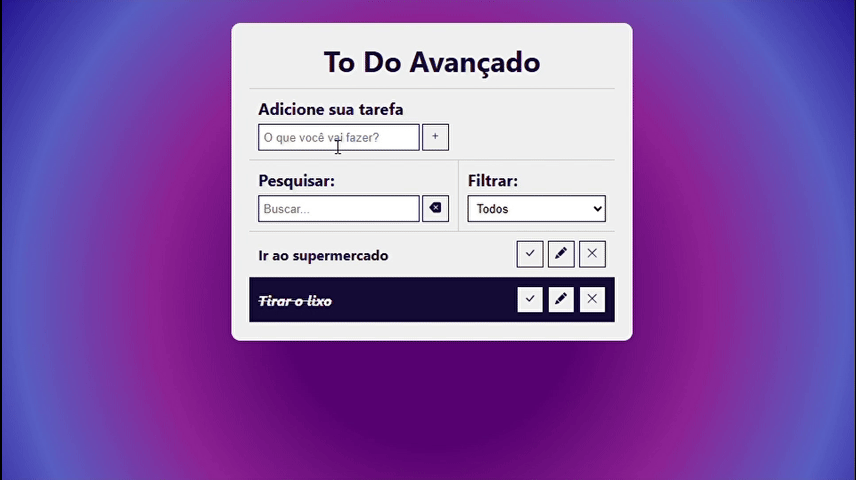 To Do Avançado
Adicione sua tarefa
O que você vai fazer?
+
Pesquisar:
Filtrar:
Buscar...
Todos
Ir ao supermercado
Tirar o lixo